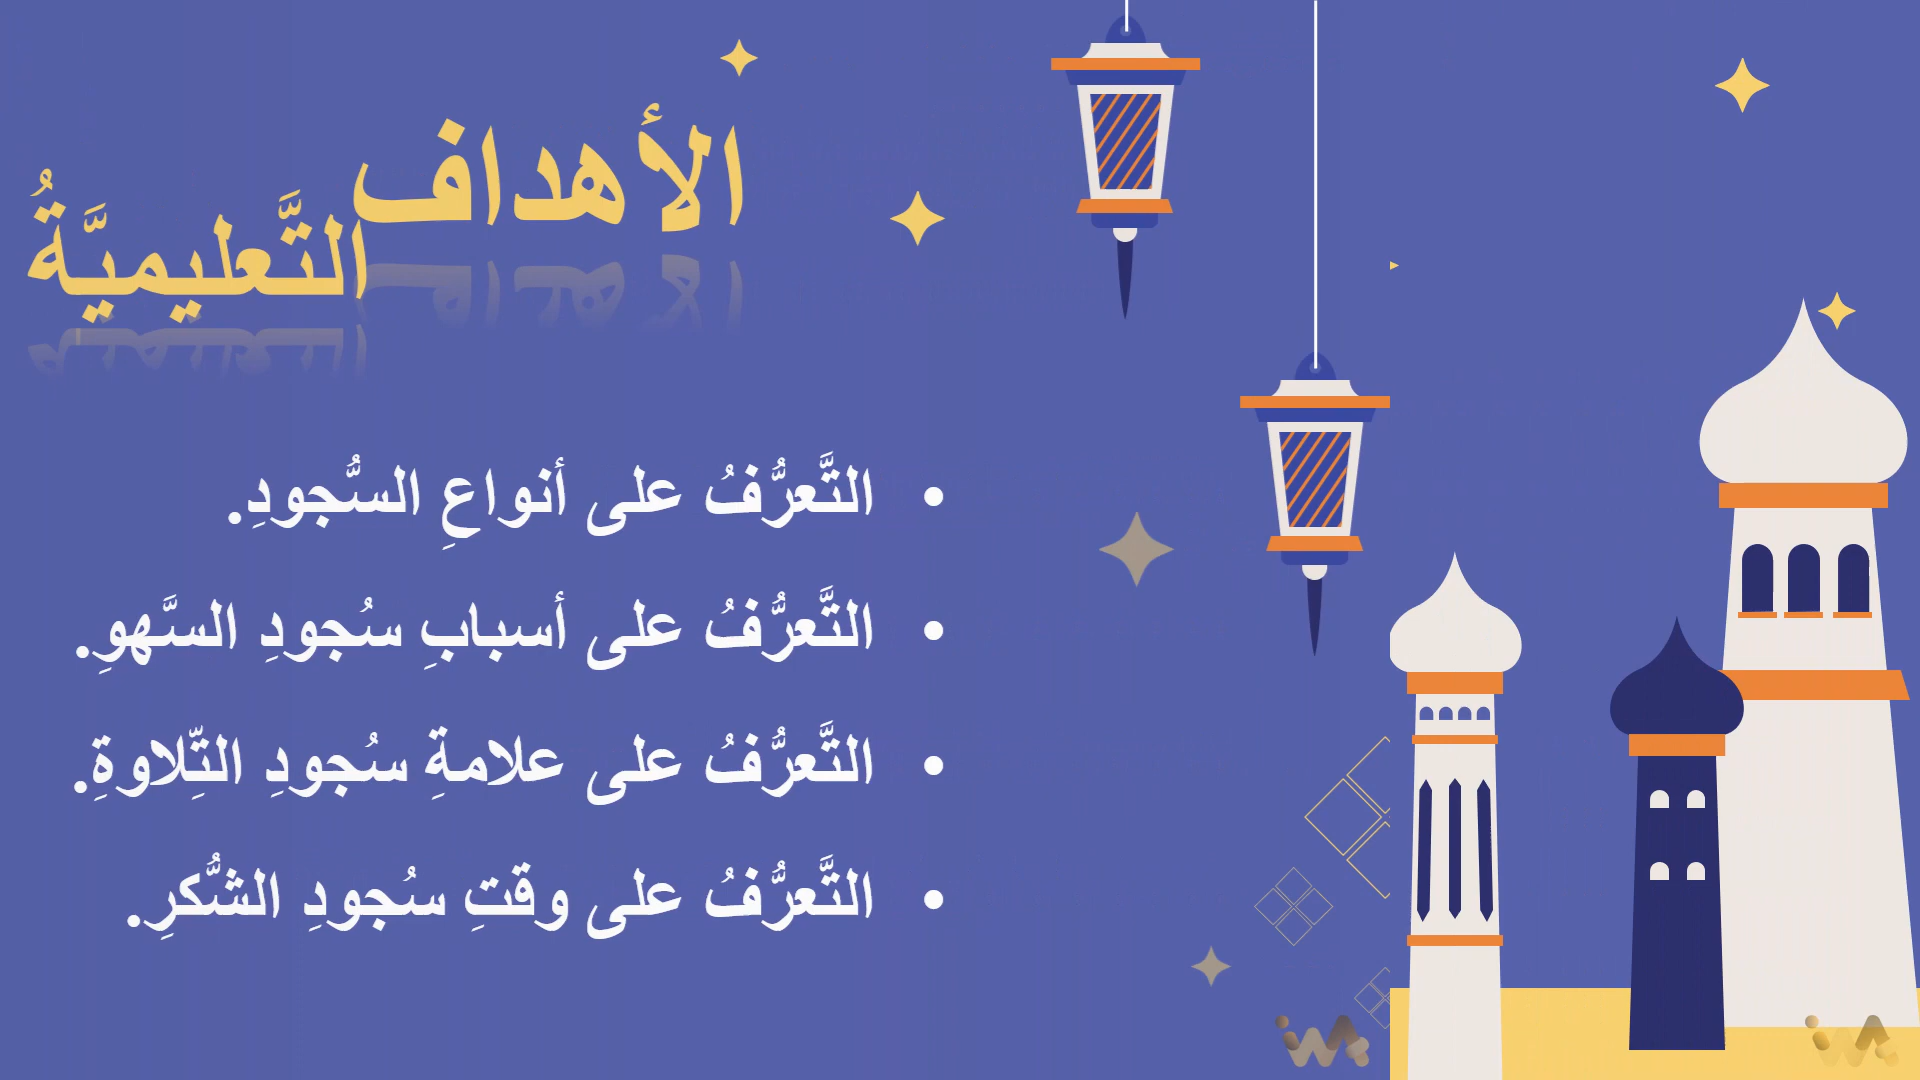 الأهداف
التَّعليميَّةُ
• التَّعرُّفُ على أنواعِ السُّجودِ.
• التَّعرُّفُ على أسبابِ سُجودِ السَّهوِ.
• التَّعرُّفُ على علامةِ سُجودِ التِّلاوةِ.
• التَّعرُّفُ على وقتِ سُجودِ الشُّكرِ.